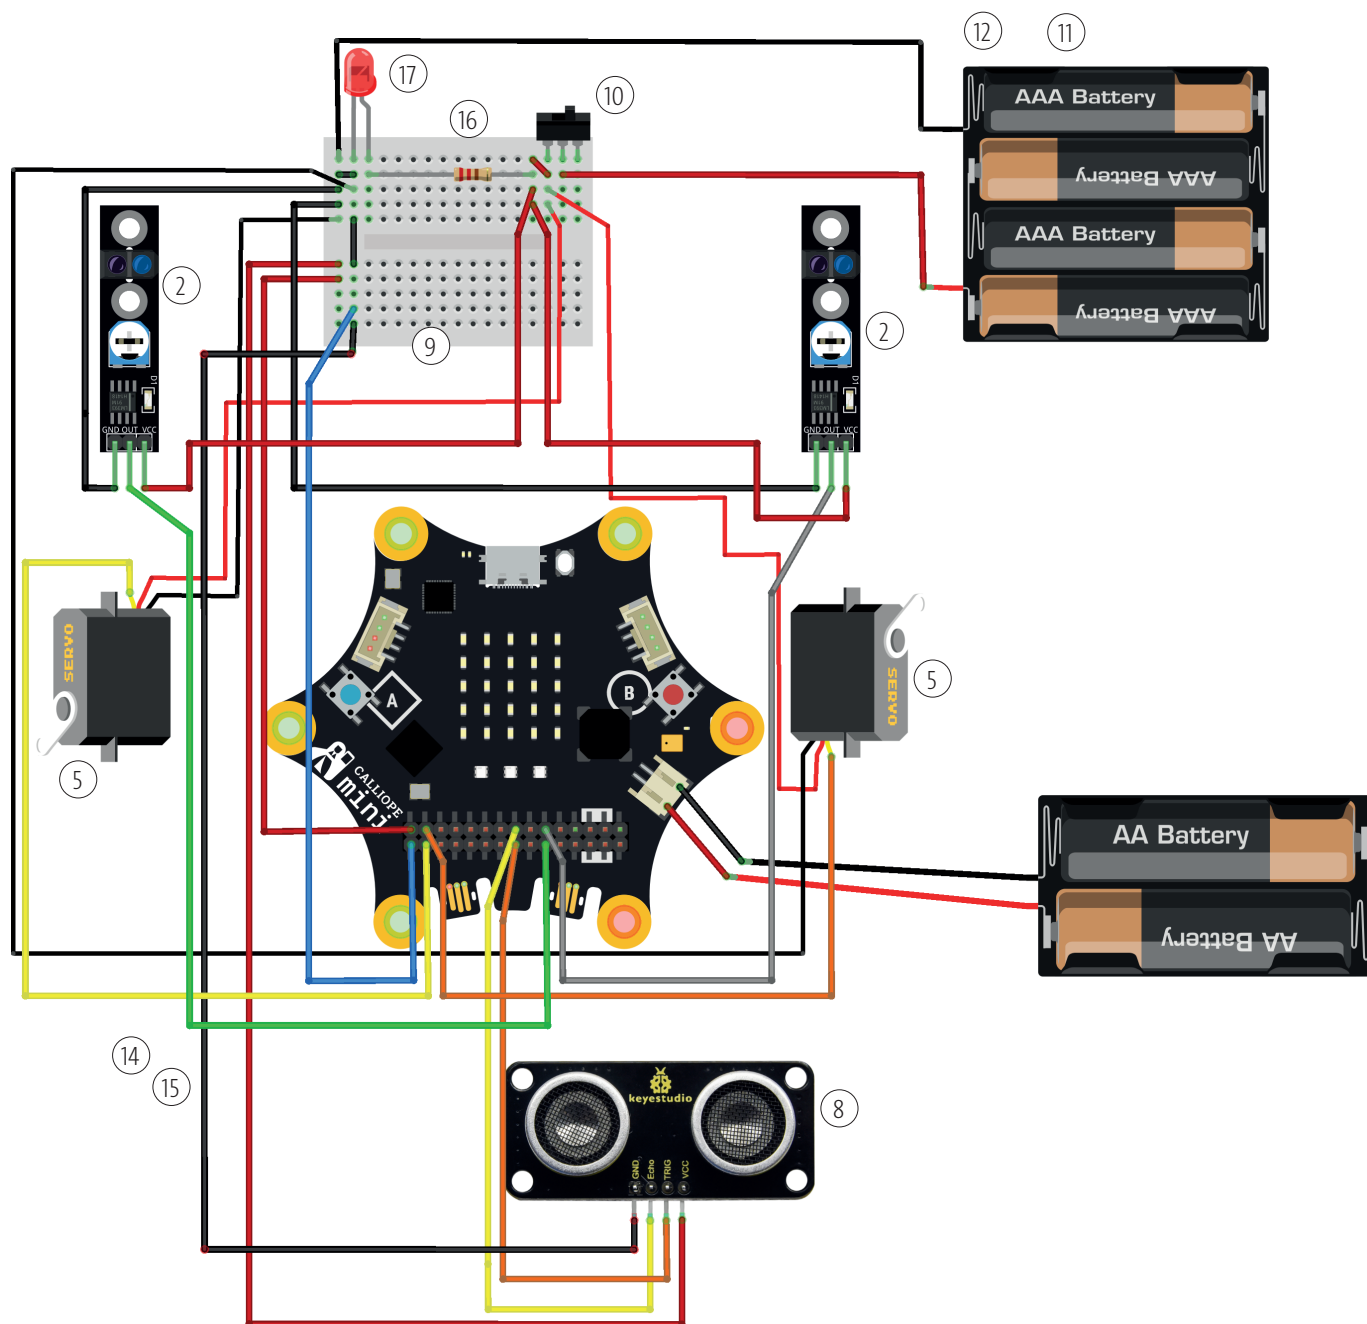 12
11
17
10
16
AAA Battery
AAA Battery
AAA Battery
AAA Battery
2
2
9
D1
D1
GND OUT VCC
GND OUT VCC
SERVO
SERVO
A
B
5
5
CALLIOPE
mini
AA Battery
AA Battery
14
15
8
keyestudio
GND
Echo
TRIG
VCC